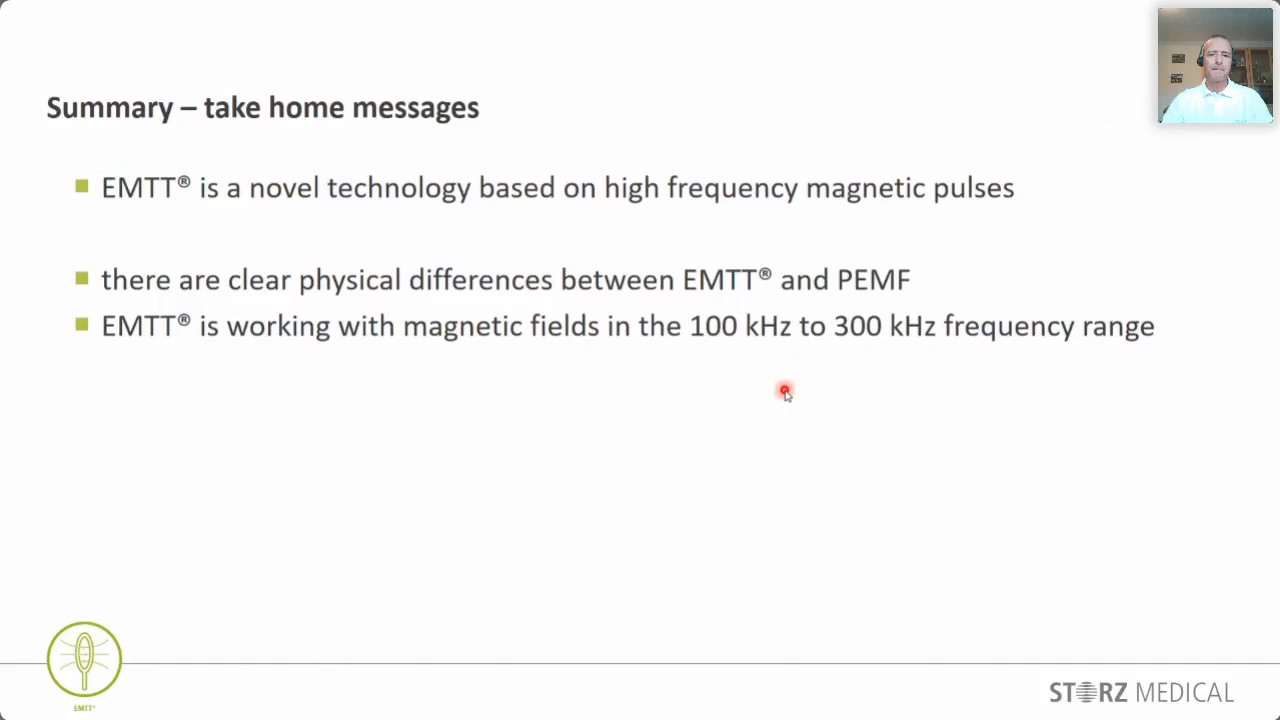 Summary – take home messages
EMTT® is a novel technology based on high frequency magnetic pulses
there are clear physical differences between EMTT® and PEMF
EMTT® is working with magnetic fields in the 100 kHz to 300 kHz frequency range
EMTT®
STORZ MEDICAL